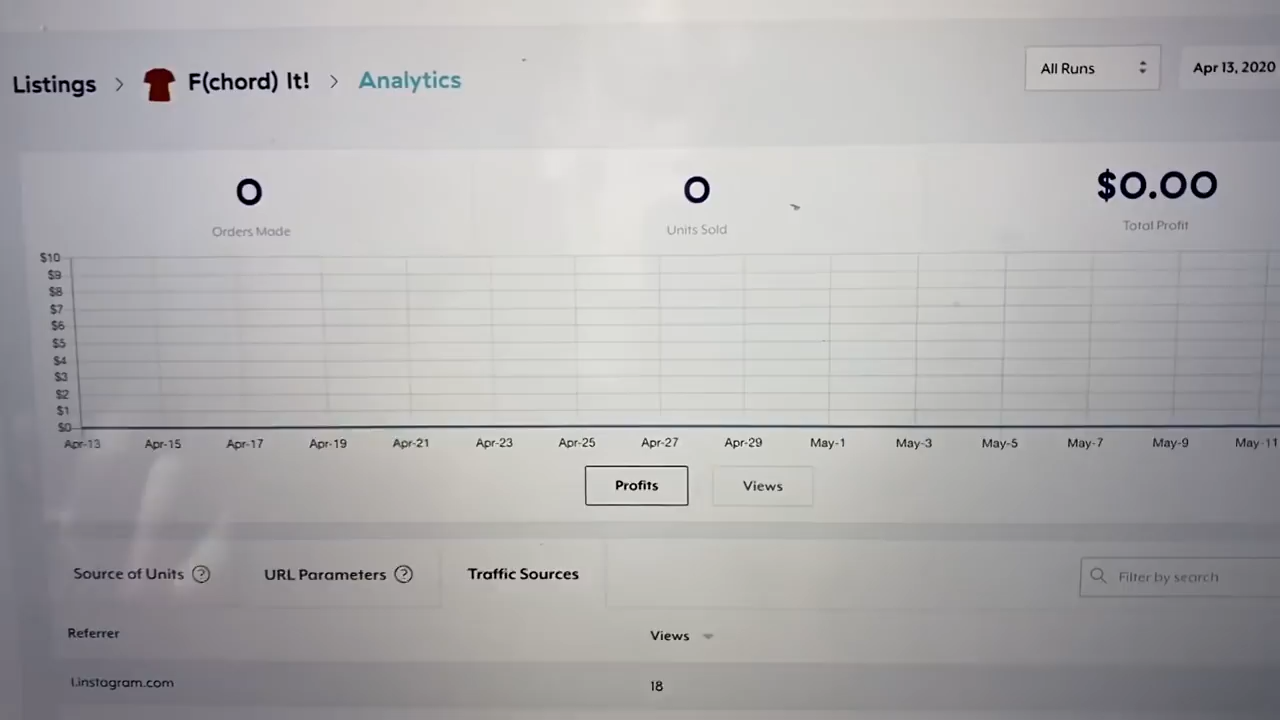 Listings > F(chord) It! > Analytics
All Runs
Apr 13, 2020
0
0
$0.00
Orders Made
Units Sold
Total Profit
$10
$9
$8
$7
$6
$5
$4
$3
$2
$1
$0
Apr-13 Apr-15 Apr-17 Apr-19 Apr-21 Apr-23 Apr-25 Apr-27 Apr-29 May-1 May-3 May-5 May-7 May-9 May-11
Profits
Views
Source of Units ?
URL Parameters ?
Traffic Sources
Filter by search
Referrer
Views
l.instagram.com
18